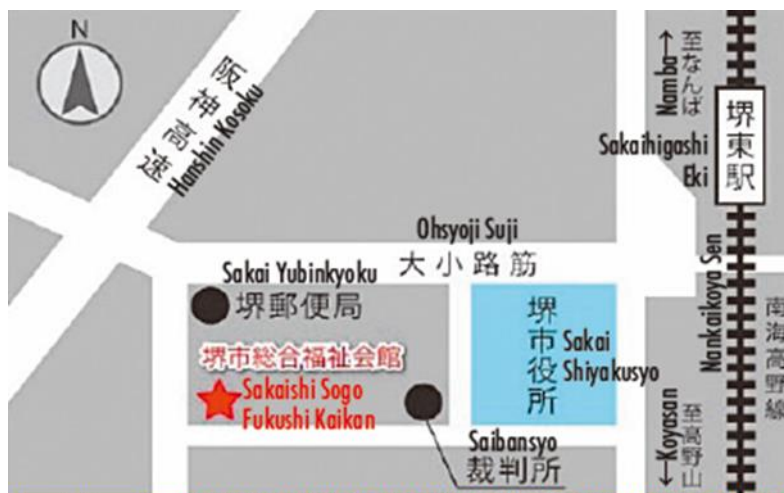 N
阪神高速
Hanshin Kosoku
Namba→
至なんば
Sakaihigashi
Eki
堺東駅
Ohsyoji Suji
大小路筋
Sakai Yubinkyoku
堺郵便局
堺市総合福祉会館
Sakaishi Sogo
Fukushi Kaikan
堺市役所
Sakai
Shiyakusyo
Nankaikoya Sen
南海高野線
←Koyasan
至高野山
Saibansyo
裁判所